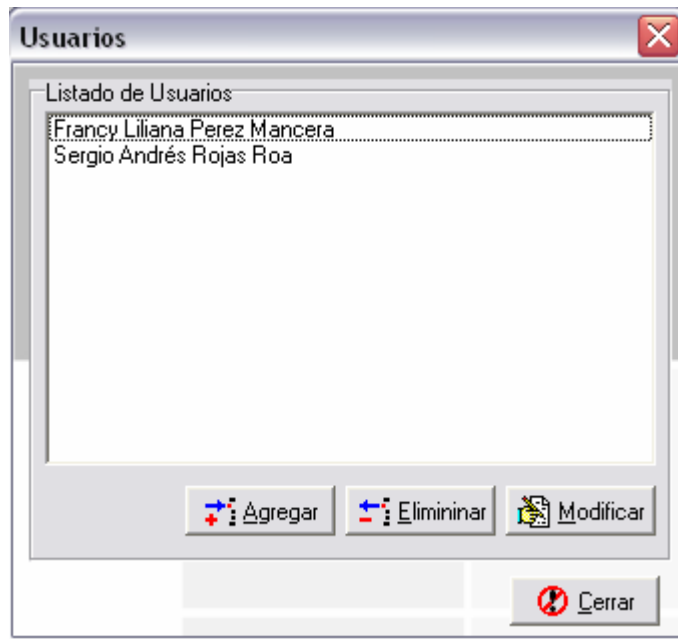 Usuarios
Listado de Usuarios
Francy Liliana Perez Mancera
Sergio Andrés Rojas Roa
Agregar Elimininar Modificar
Cerrar